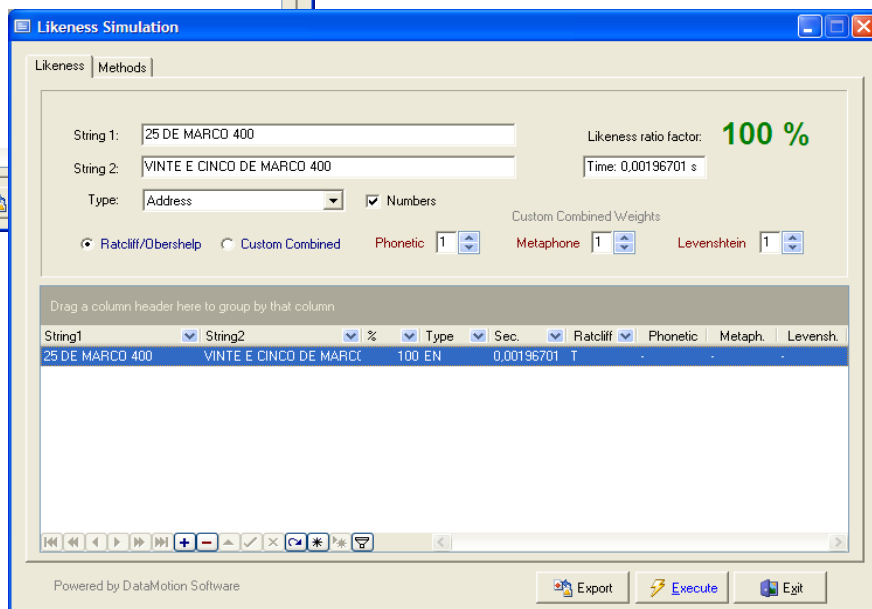 Likeness Simulation
Likeness Methods
String 1: 25 DE MARCO 400 Likeness ratio factor: 100 %
String 2: VINTE E CINCO DE MARCO 400 Time: 0,00196701 s
Type: Address Numbers
Custom Combined Weights
Ratcliff/Obershelp Custom Combined Phonetic 1 Metaphone 1 Levenshtein 1
Drag a column header here to group by that column
String1 String2 % Type Sec. Ratcliff Phonetic Metaph. Levensh.
25 DE MARCO 400 VINTE E CINCO DE MARC( 100 EN 0,00196701 T - - -
Powered by DataMotion Software Export Execute Exit